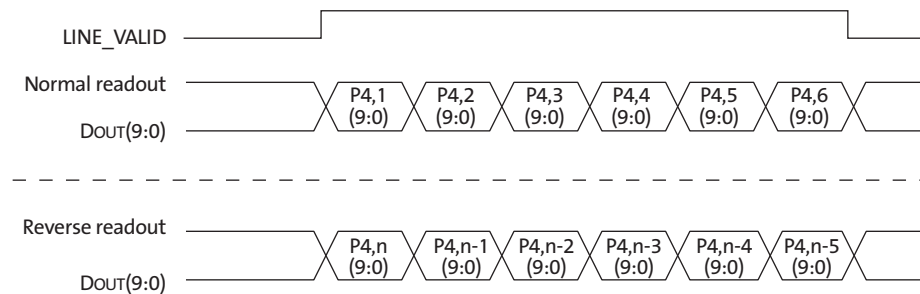 LINE_VALID
Normal readout
P4,1 P4,2 P4,3 P4,4 P4,5 P4,6
(9:0) (9:0) (9:0) (9:0) (9:0) (9:0)
DOUT(9:0)
Reverse readout
P4,n P4,n-1 P4,n-2 P4,n-3 P4,n-4 P4,n-5
(9:0) (9:0) (9:0) (9:0) (9:0) (9:0)
DOUT(9:0)